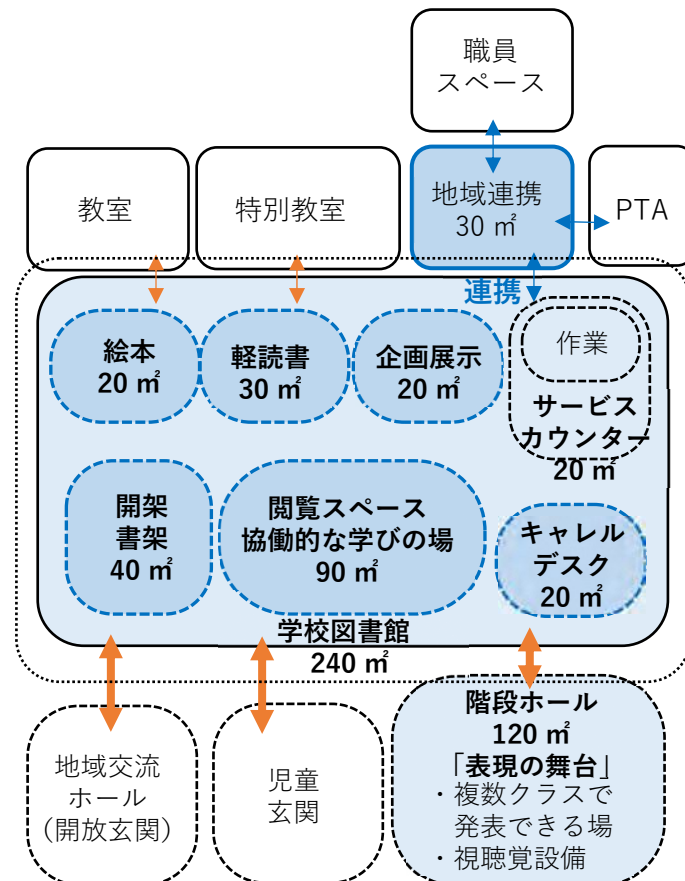 職員
スペース
教室
特別教室
地域連携
30 ㎡
PTA
連携
絵本
20 ㎡
軽読書
30 ㎡
企画展示
20 ㎡
作業
サービス
カウンター
20 ㎡
開架
書架
40 ㎡
閲覧スペース
協働的な学びの場
90 ㎡
キャレル
デスク
20 ㎡
学校図書館
240 ㎡
地域交流
ホール
(開放玄関)
児童
玄関
階段ホール
120 ㎡
「表現の舞台」
・複数クラスで
発表できる場
・視聴覚設備